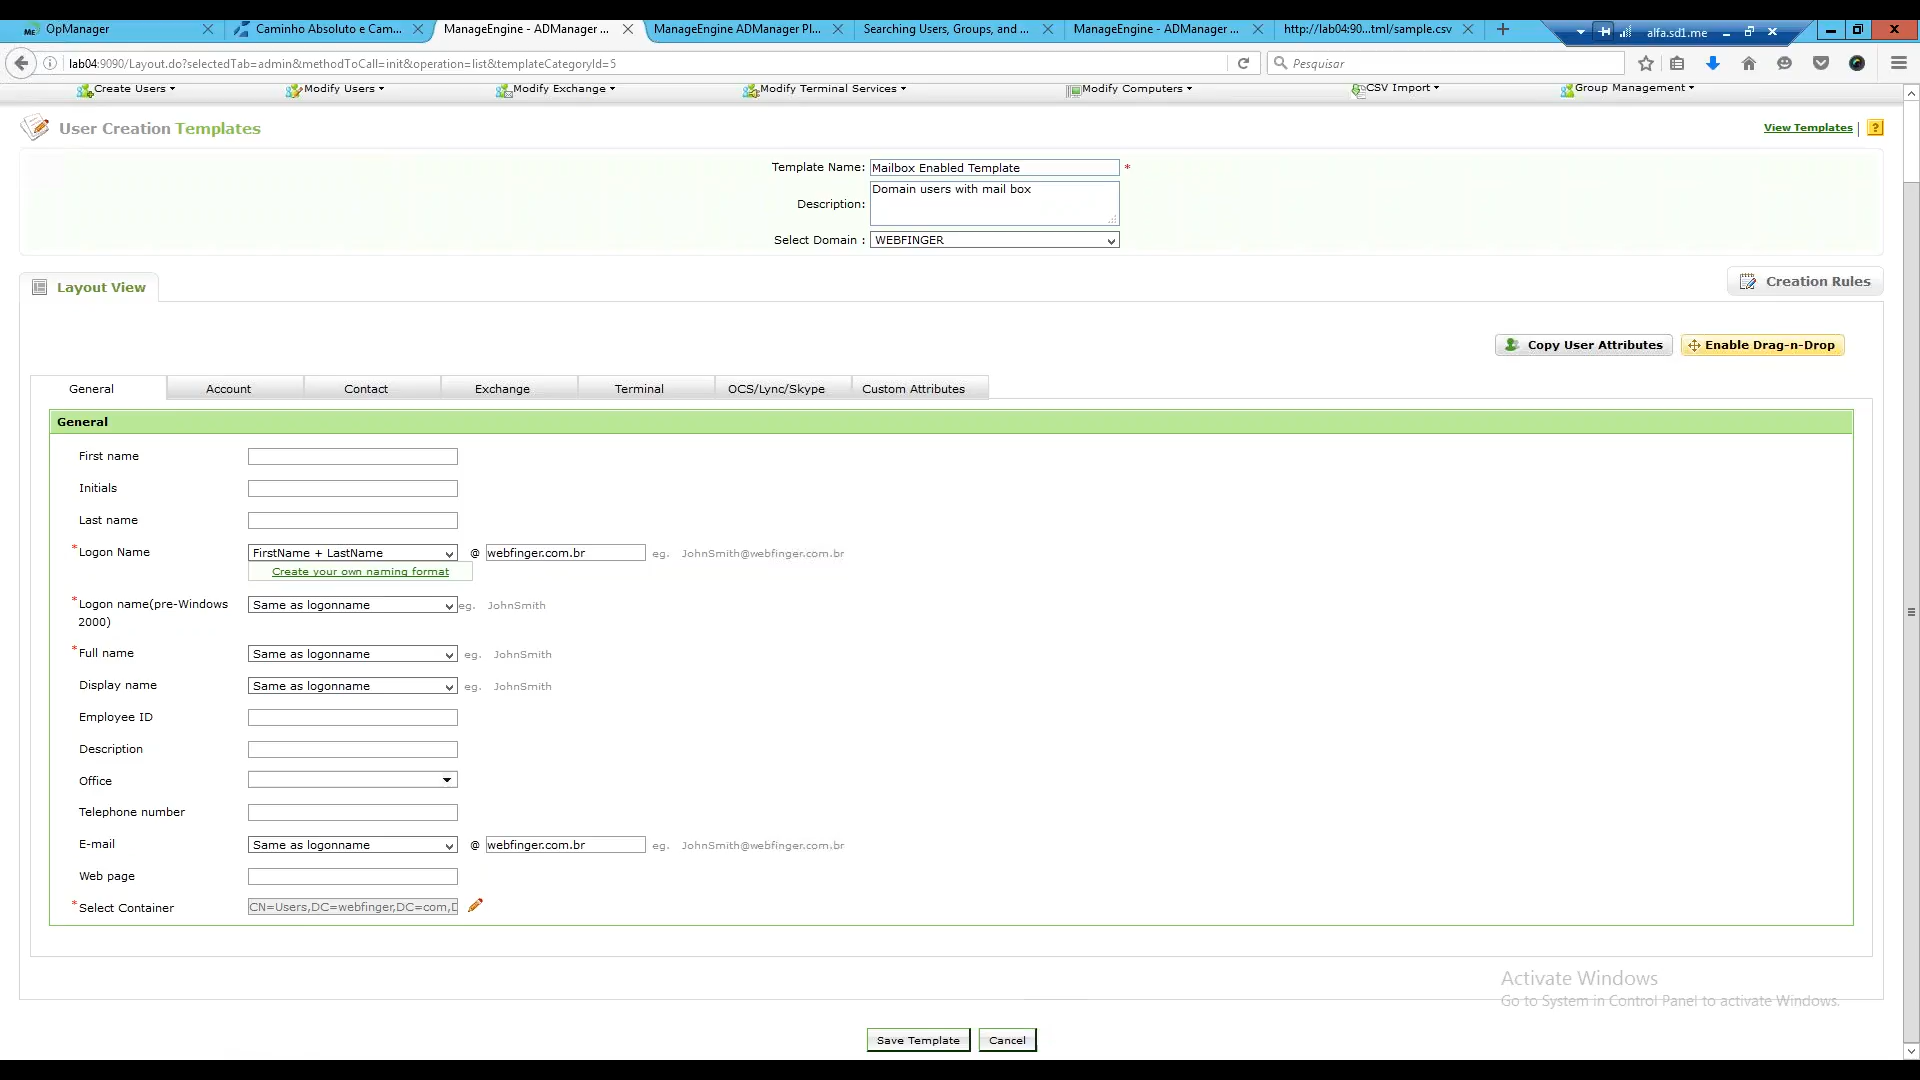 OpManager
Caminho Absoluto e Cam...
ManageEngine - ADManager ...
ManageEngine ADManager Pl...
Searching Users, Groups, and ...
ManageEngine - ADManager ...
http://lab04:90...tml/sample.csv
alfa.sd1.me
lab04:9090/Layout.do?selectedTab=admin&methodToCall=init&operation=list&templateCategoryId=5
Pesquisar
Create Users
Modify Users
Modify Exchange
Modify Terminal Services
Modify Computers
CSV Import
Group Management
User Creation Templates
View Templates | ?
Template Name: Mailbox Enabled Template *
Description: Domain users with mail box
Select Domain : WEBFINGER
Layout View
Creation Rules
Copy User Attributes
Enable Drag-n-Drop
General
Account
Contact
Exchange
Terminal
OCS/Lync/Skype
Custom Attributes
General
First name
Initials
Last name
*Logon Name FirstName + LastName @ webfinger.com.br eg. JohnSmith@webfinger.com.br
Create your own naming format
*Logon name(pre-Windows
2000) Same as logonname eg. JohnSmith
*Full name Same as logonname eg. JohnSmith
Display name Same as logonname eg. JohnSmith
Employee ID
Description
Office
Telephone number
E-mail Same as logonname @ webfinger.com.br eg. JohnSmith@webfinger.com.br
Web page
*Select Container CN=Users,DC=webfinger,DC=com,D
Activate Windows
Go to System in Control Panel to activate Windows.
Save Template
Cancel